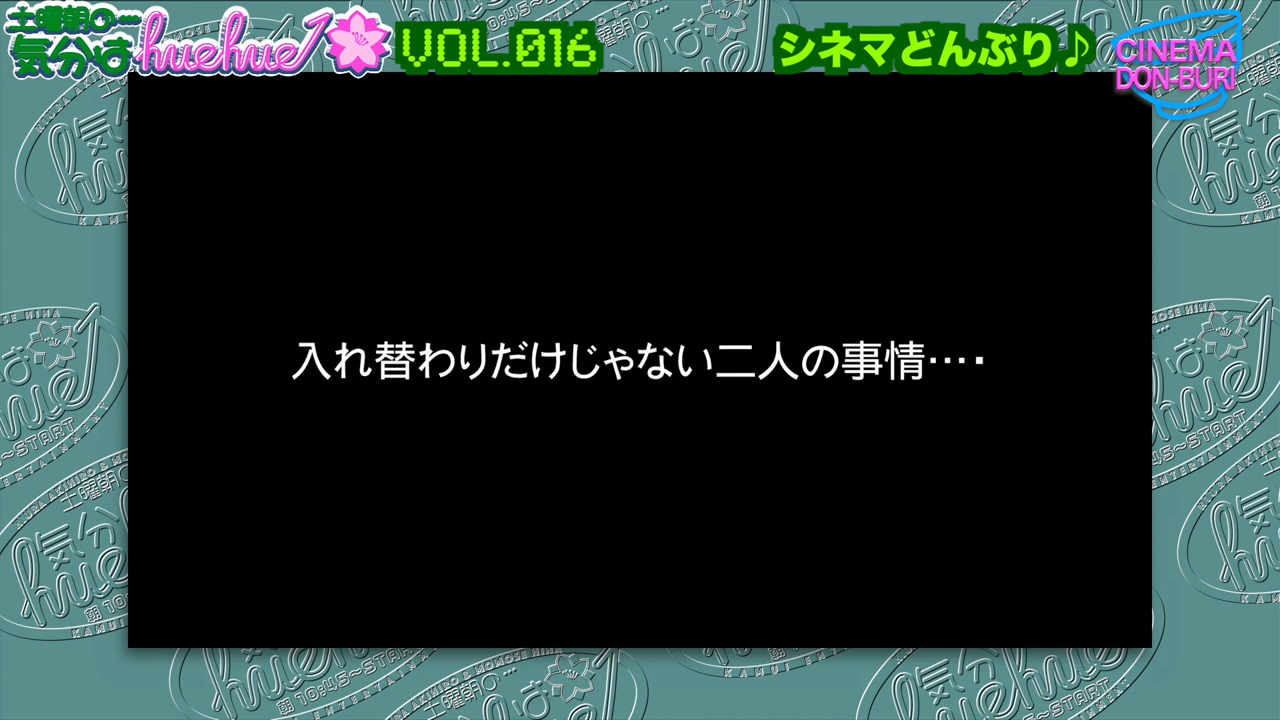 土曜朝の…
気分はhuehue↗
VOL.016
シネマどんぶり♪
CINEMA
DON-BURI
入れ替わりだけじゃない二人の事情…・